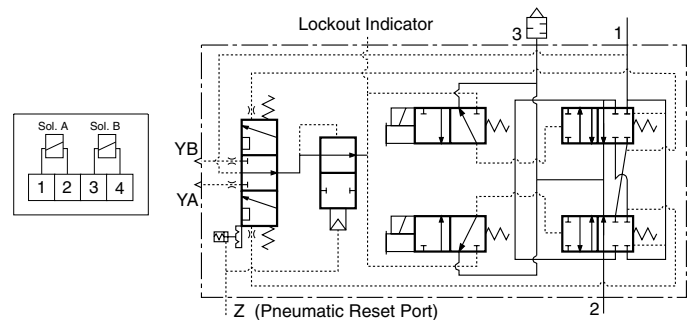 Lockout Indicator
3
1
Sol. A
Sol. B
1 2 3 4
YB
YA
Z (Pneumatic Reset Port)
2